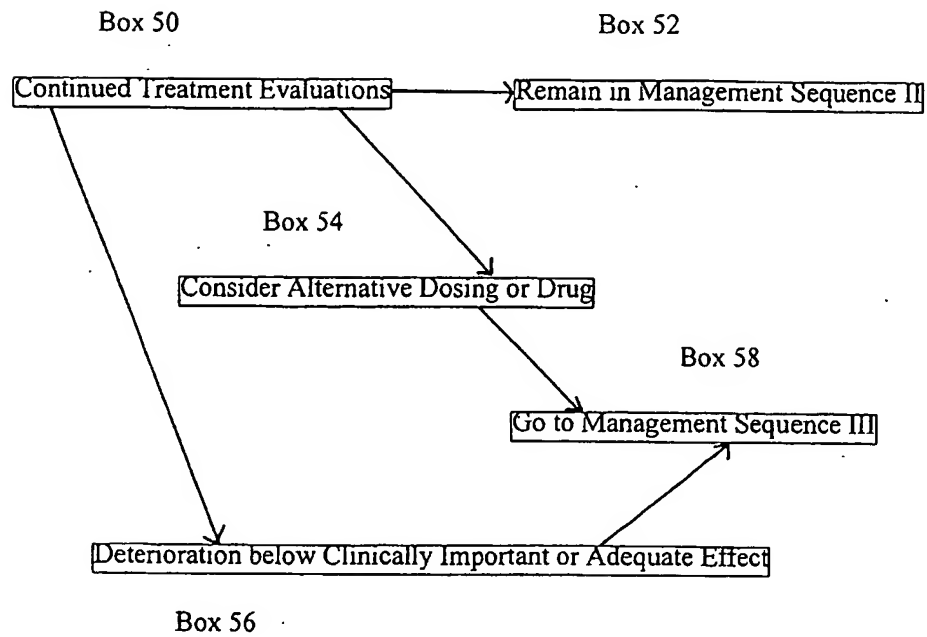 Box 50
Box 52
Continued Treatment Evaluations
Remain in Management Sequence II
Box 54
Consider Alternative Dosing or Drug
Box 58
Go to Management Sequence III
Deterioration below Clinically Important or Adequate Effect
Box 56